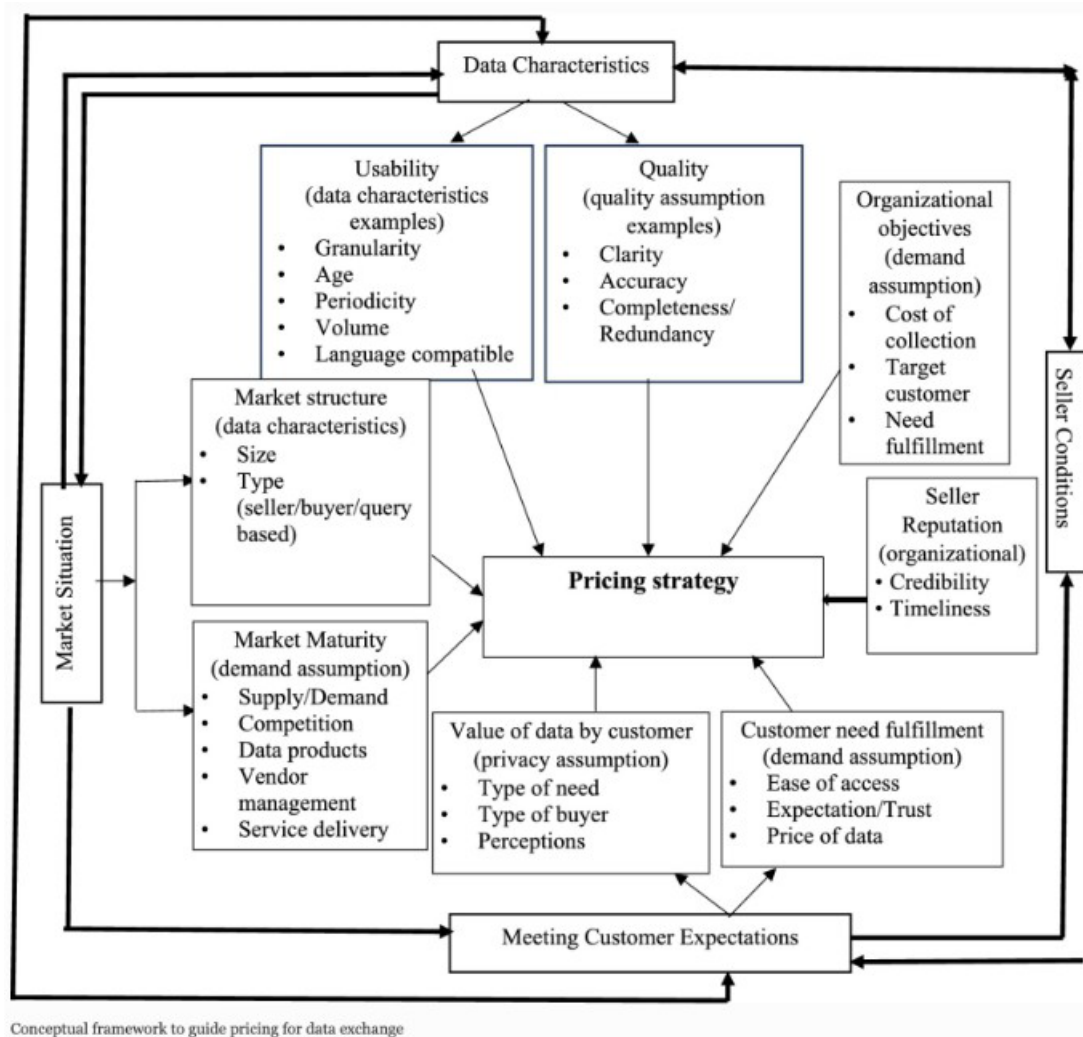 Data Characteristics
Usability
(data characteristics
examples)
• Granularity
• Age
• Periodicity
• Volume
• Language compatible
Quality
(quality assumption
examples)
• Clarity
• Accuracy
• Completeness/
Redundancy
Organizational
objectives
(demand
assumption)
• Cost of
collection
• Target
customer
• Need
fulfillment
Seller Conditions
Market structure
(data characteristics)
• Size
• Type
(seller/buyer/query
based)
Market Situation
Seller
Reputation
(organizational)
• Credibility
• Timeliness
Pricing strategy
Market Maturity
(demand assumption)
• Supply/Demand
• Competition
• Data products
• Vendor
management
• Service delivery
Value of data by customer
(privacy assumption)
• Type of need
• Type of buyer
• Perceptions
Customer need fulfillment
(demand assumption)
• Ease of access
• Expectation/Trust
• Price of data
Meeting Customer Expectations
Conceptual framework to guide pricing for data exchange